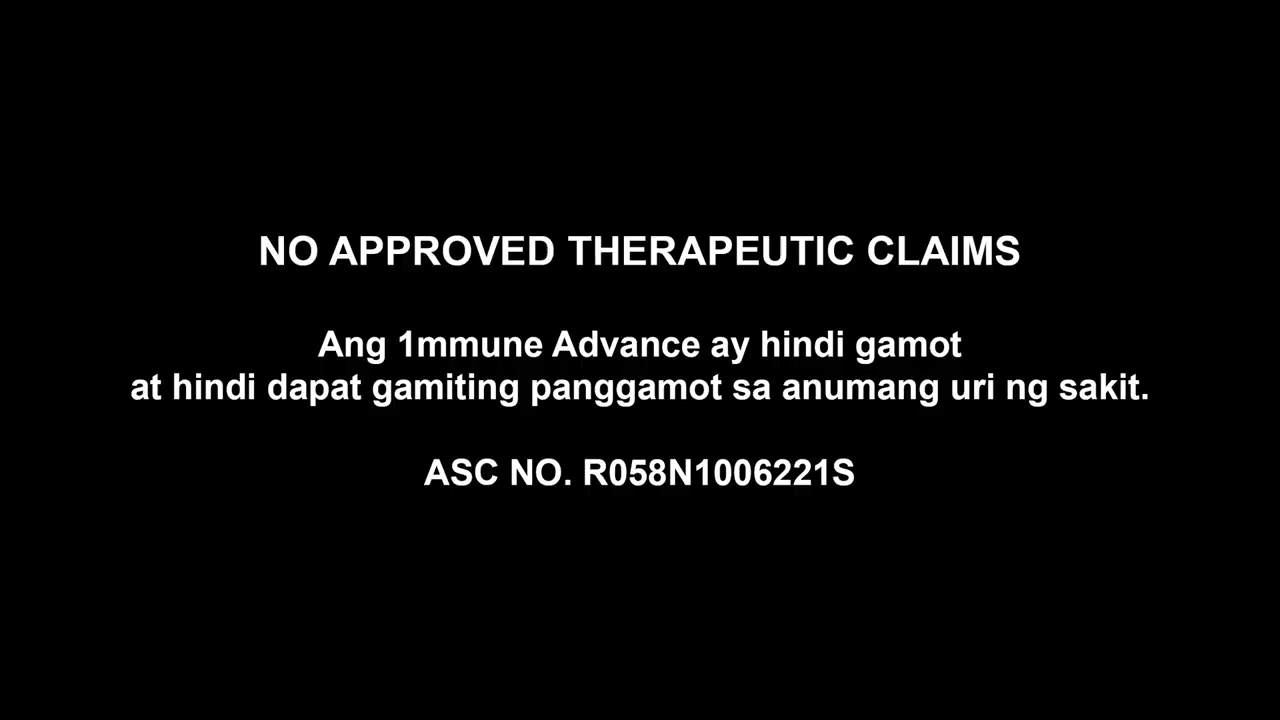 NO APPROVED THERAPEUTIC CLAIMS
Ang 1mmune Advance ay hindi gamot
at hindi dapat gamiting panggamot sa anumang uri ng sakit.
ASC NO. R058N1006221S